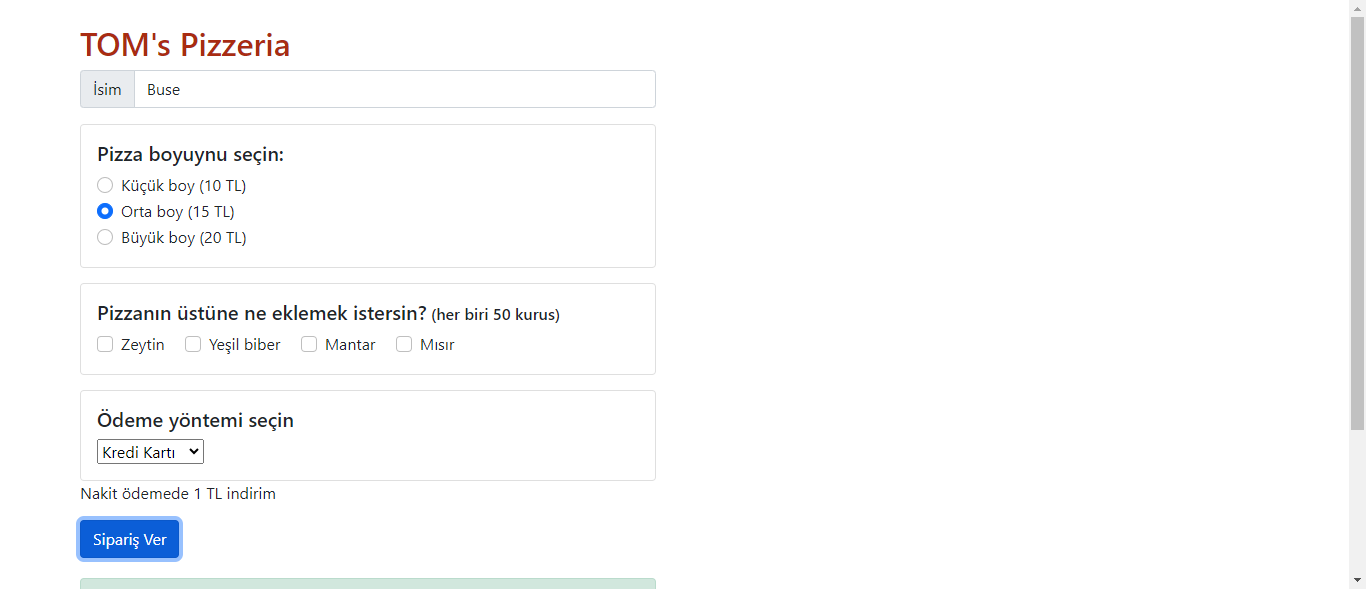 TOM's Pizzeria
İsim Buse
Pizza boyuynu seçin:
Küçük boy (10 TL)
Orta boy (15 TL)
Büyük boy (20 TL)
Pizzanın üstüne ne eklemek istersin? (her biri 50 kurus)
Zeytin Yeşil biber Mantar Mısır
Ödeme yöntemi seçin
Kredi Kartı
Nakit ödemede 1 TL indirim
Sipariş Ver